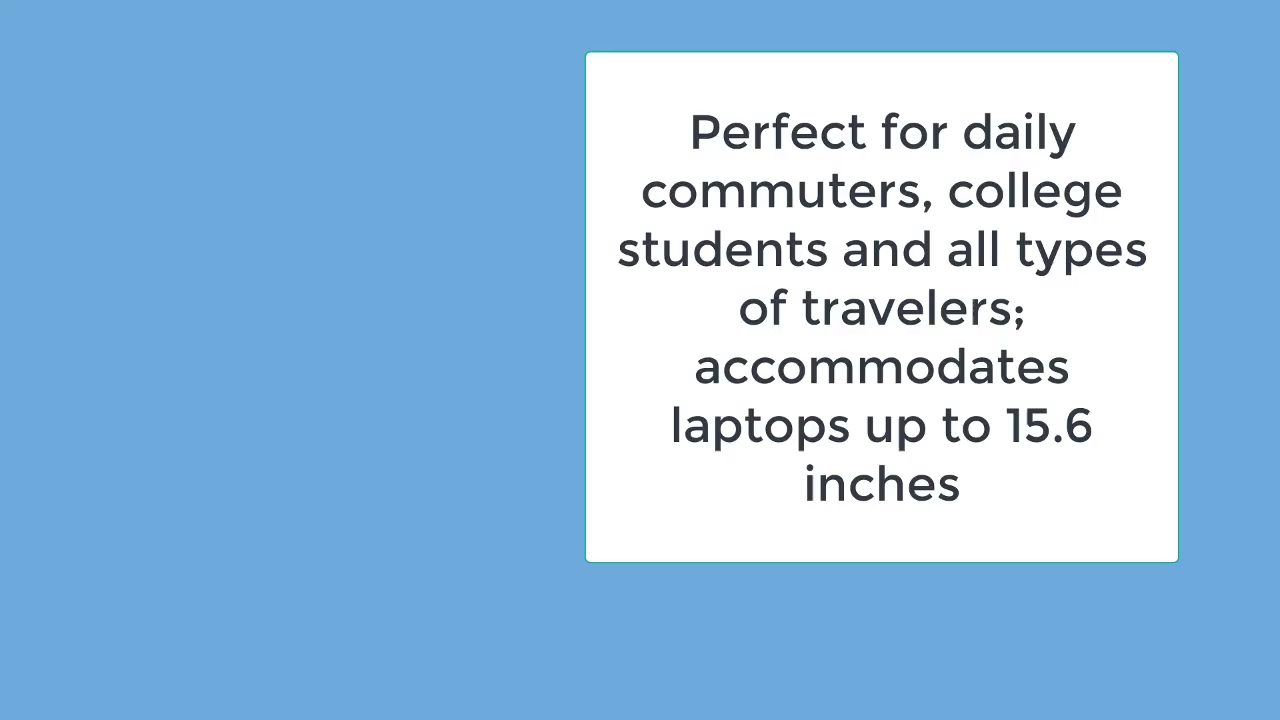 Perfect for daily
commuters, college
students and all types
of travelers;
accommodates
laptops up to 15.6
inches